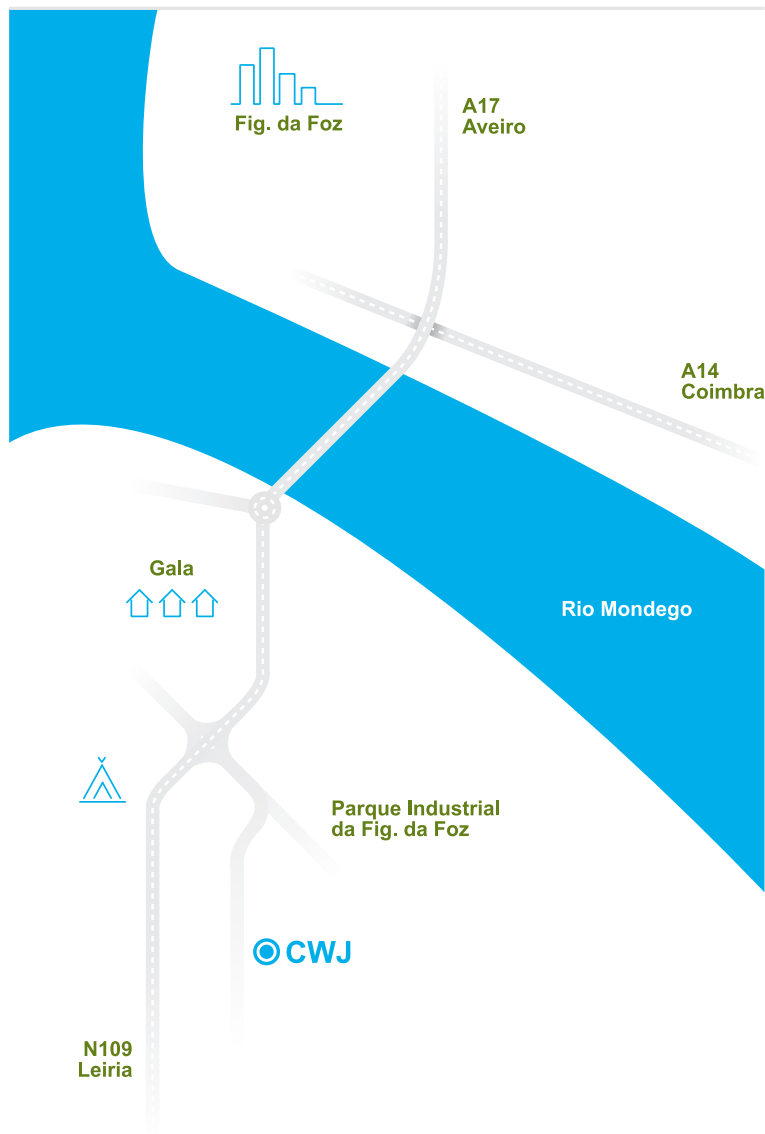 Fig. da Foz
A17
Aveiro
A14
Coimbra
Gala
Rio Mondego
Parque Industrial
da Fig. da Foz
CWJ
N109
Leiria